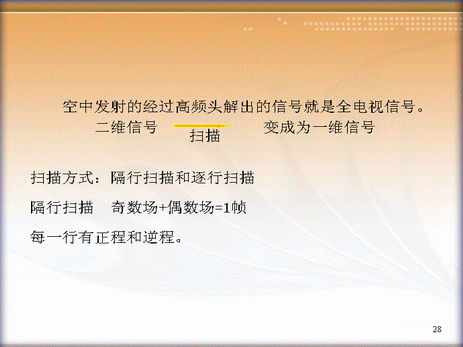 空中发射的经过高频头解出的信号就是全电视信号。
二维信号 扫描 变成为一维信号
扫描方式：隔行扫描和逐行扫描
隔行扫描 奇数场+偶数场=1帧
每一行有正程和逆程。
28